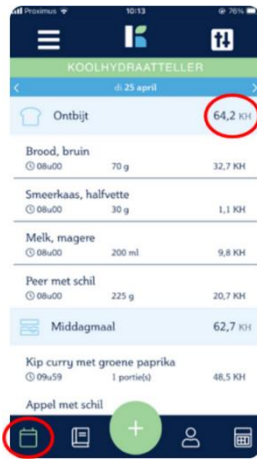 Proximus 10:13 76%
KOOLHYDRAATTELLER
di 25 april
Ontbijt 64,2 KH
Brood, bruin
08u00 70 g 32,7 KH
Smeerkaas, halfvette
08u00 30 g 1,1 KH
Melk, magere
08u00 200 ml 9,8 KH
Peer met schil
08u00 225 g 20,7 KH
Middagmaal 62,7 KH
Kip curry met groene paprika
09u59 1 portie(s) 48,5 KH
Appel met schil